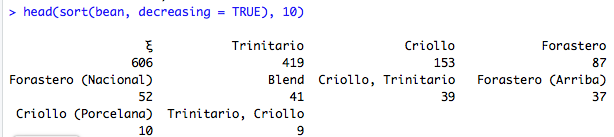 > head(sort(bean, decreasing = TRUE), 10)
ξ Trinitario Criollo Forastero
606 419 153 87
Forastero (Nacional) Blend Criollo, Trinitario Forastero (Arriba)
52 41 39 37
Criollo (Porcelana) Trinitario, Criollo
10 9